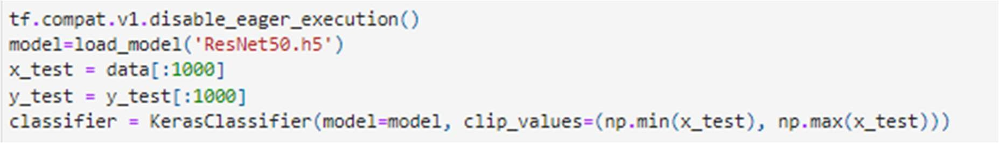 tf.compat.v1.disable_eager_execution()
model=load_model('ResNet50.h5')
x_test = data[:1000]
y_test = y_test[:1000]
classifier = KerasClassifier(model=model, clip_values=(np.min(x_test), np.max(x_test)))